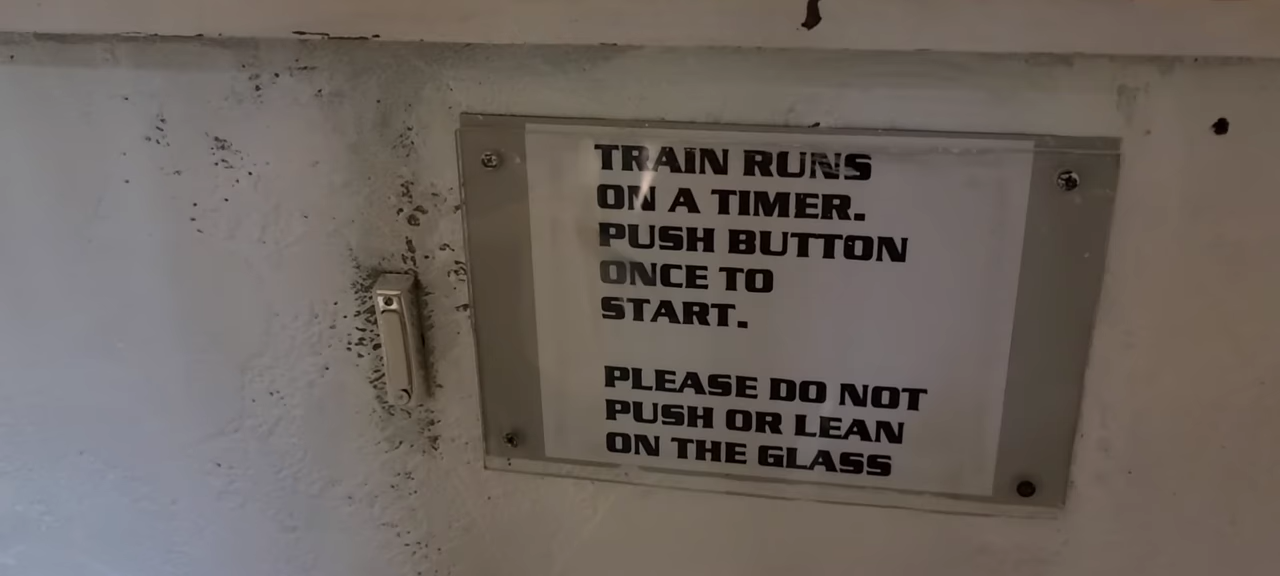 TRAIN RUNS
ON A TIMER.
PUSH BUTTON
ONCE TO
START.
PLEASE DO NOT
PUSH OR LEAN
ON THE GLASS